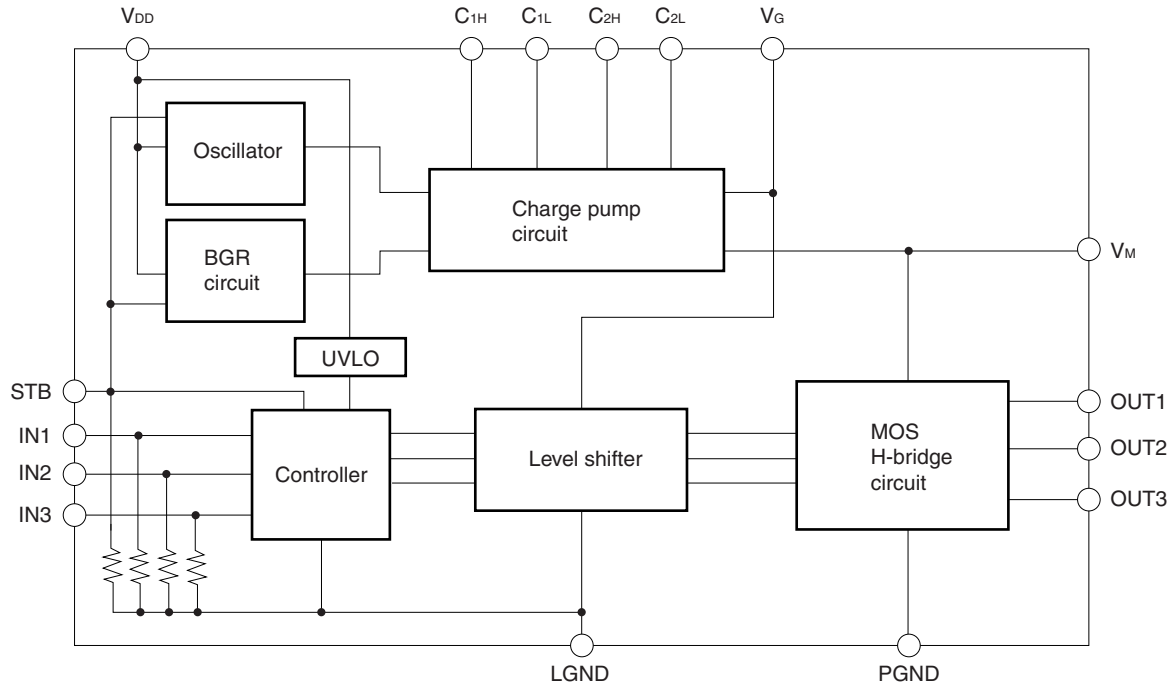 VDD
C1H
C1L
C2H
C2L
VG
Oscillator
Charge pump
circuit
BGR
circuit
VM
UVLO
STB
IN1
IN2
IN3
Controller
Level shifter
MOS
H-bridge
circuit
OUT1
OUT2
OUT3
LGND
PGND